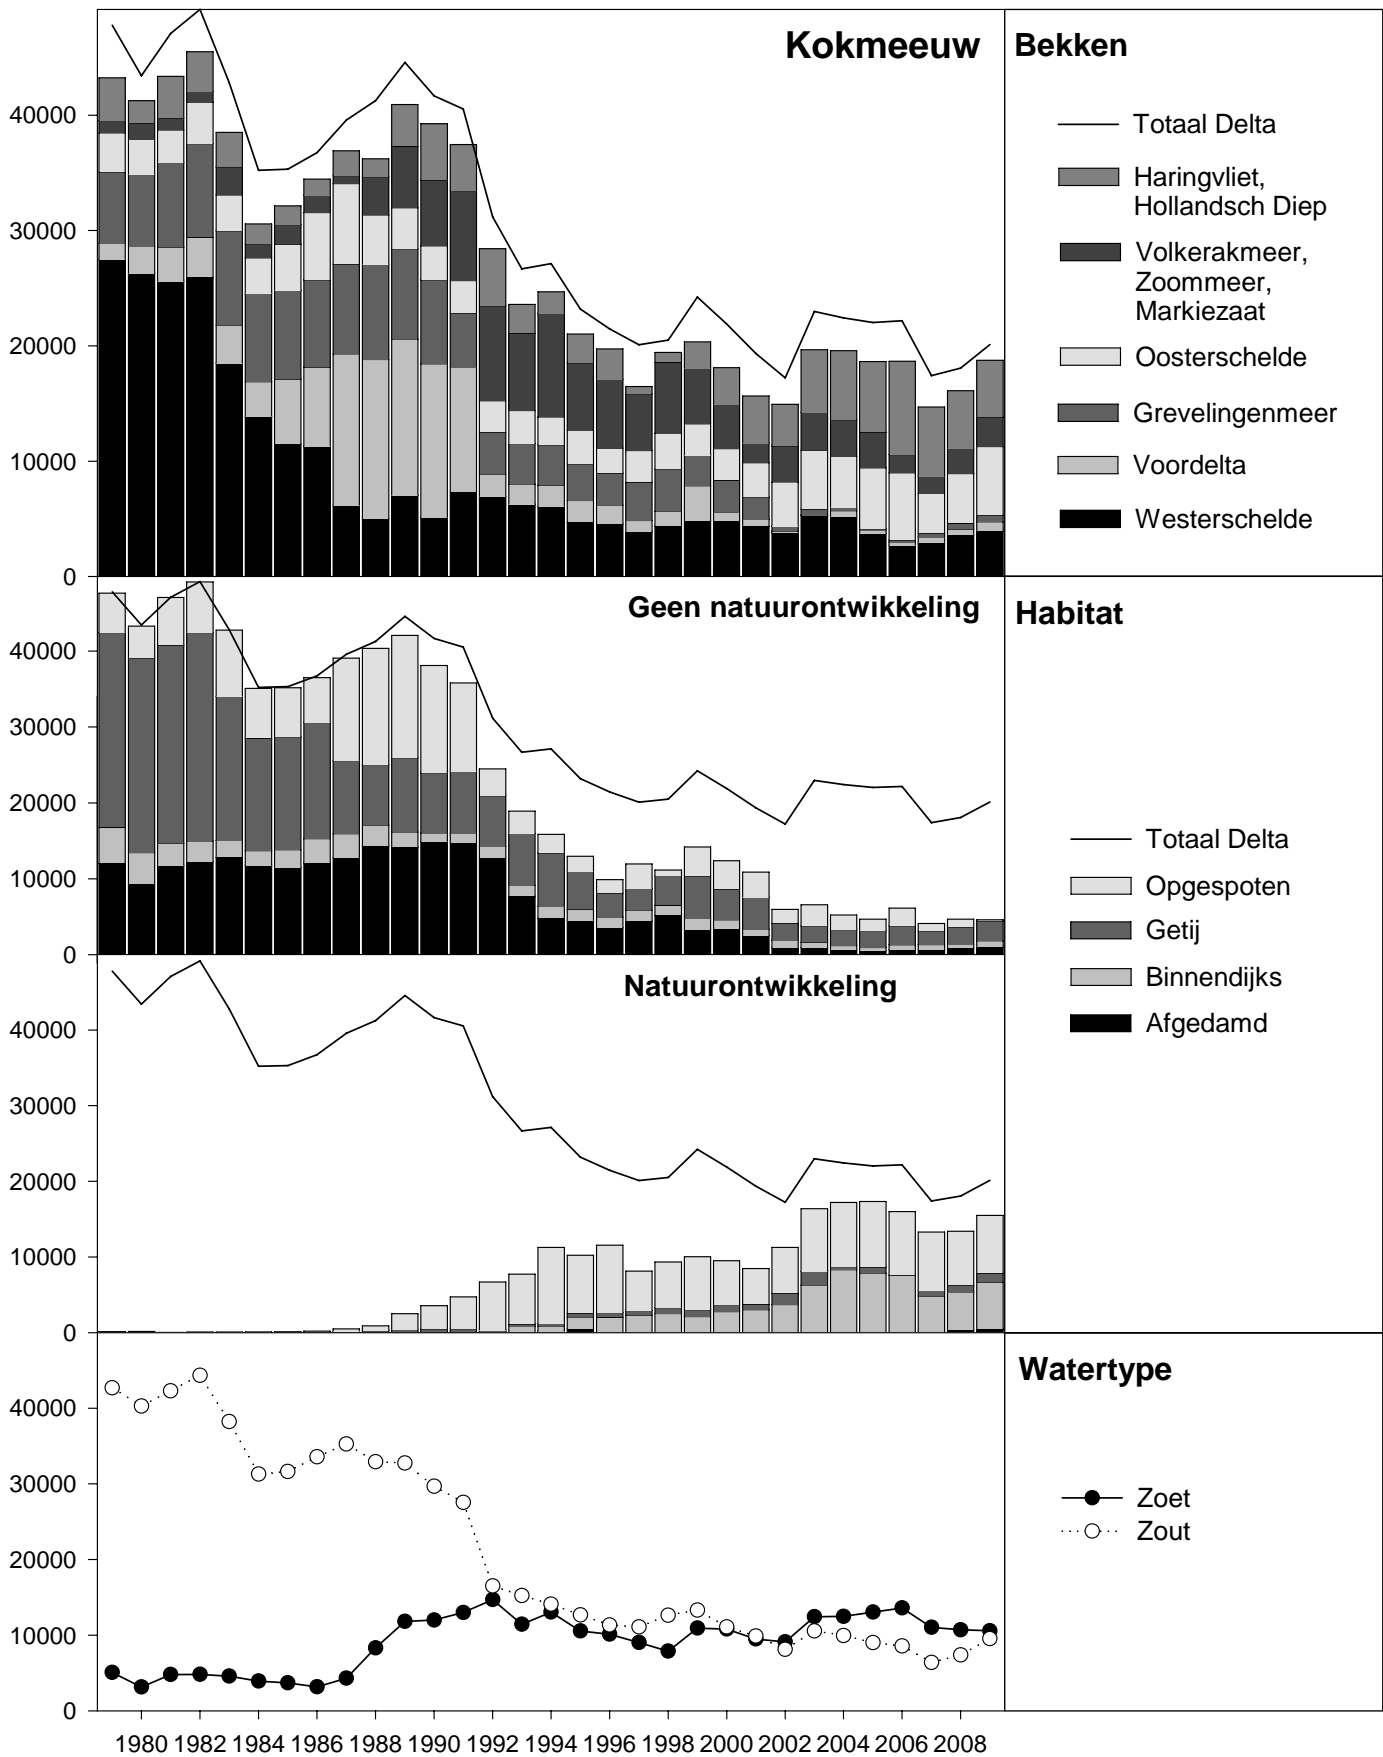 Kokmeeuw
Bekken
40000
30000
20000
10000
0
Totaal Delta
Haringvliet,
Hollandsch Diep
Volkerakmeer,
Zoommeer,
Markiezaat
Oosterschelde
Grevelingenmeer
Voordelta
Westerschelde
Geen natuurontwikkeling
Habitat
40000
30000
20000
10000
0
Totaal Delta
Opgespoten
Getij
Binnendijks
Afgedamd
Natuurontwikkeling
40000
30000
20000
10000
0
Watertype
40000
30000
20000
10000
0
Zoet
Zout
1980 1982 1984 1986 1988 1990 1992 1994 1996 1998 2000 2002 2004 2006 2008